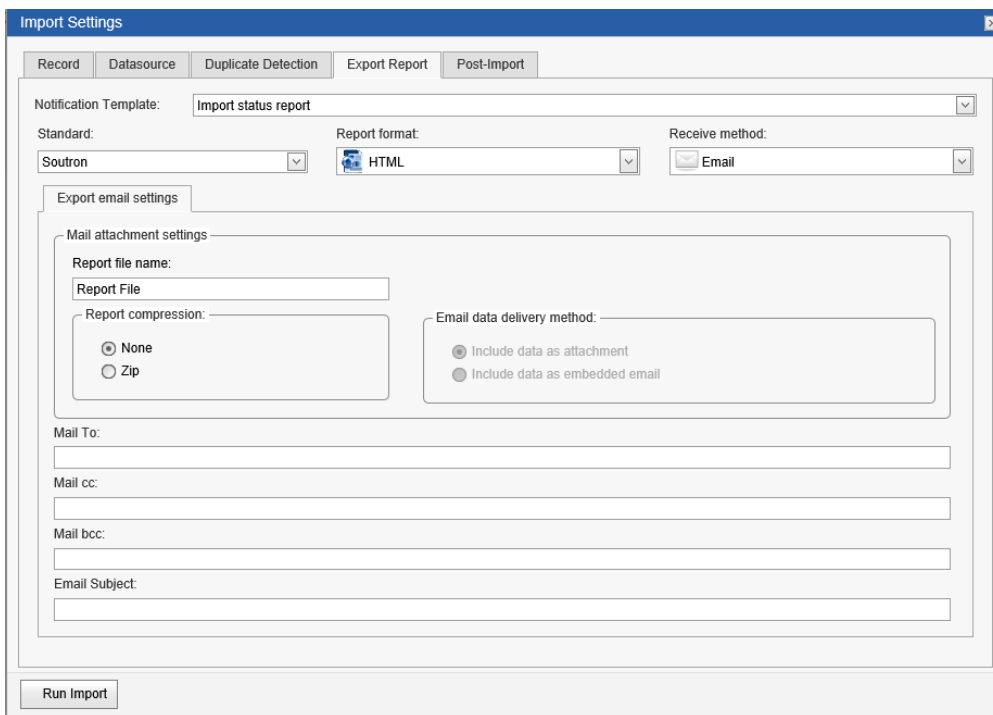 Import Settings
Record Datasource Duplicate Detection Export Report Post-Import
Notification Template: Import status report
Standard: Report format: Receive method:
Soutron HTML Email
Export email settings
Mail attachment settings
Report file name:
Report File
Report compression: Email data delivery method:
None Include data as attachment
Zip Include data as embedded email
Mail To:
Mail cc:
Mail bcc:
Email Subject:
Run Import